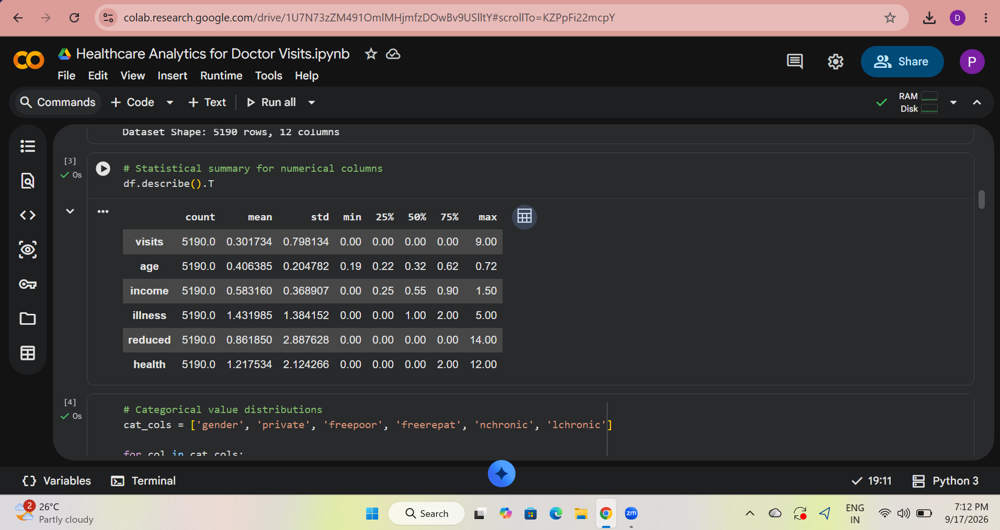 colab.research.google.com/drive/1U7N73zZM491OmlMHjmfzDOwBv9USlltY#scrollTo=KZPpFi22mcpY
D
Healthcare Analytics for Doctor Visits.ipynb
Share
P
File Edit View Insert Runtime Tools Help
Commands + Code + Text Run all
RAM
Disk
Dataset Shape: 5190 rows, 12 columns
[3]
0s
# Statistical summary for numerical columns
df.describe().T
count mean std min 25% 50% 75% max
visits 5190.0 0.301734 0.798134 0.00 0.00 0.00 0.00 9.00
age 5190.0 0.406385 0.204782 0.19 0.22 0.32 0.62 0.72
income 5190.0 0.583160 0.368907 0.00 0.25 0.55 0.90 1.50
illness 5190.0 1.431985 1.384152 0.00 0.00 1.00 2.00 5.00
reduced 5190.0 0.861850 2.887628 0.00 0.00 0.00 0.00 14.00
health 5190.0 1.217534 2.124266 0.00 0.00 0.00 2.00 12.00
[4]
0s
# Categorical value distributions
cat_cols = ['gender', 'private', 'freepoor', 'freerepat', 'nchronic', 'lchronic']
for col in cat_cols:
{} Variables Terminal
19:11 Python 3
2
26°C
Partly cloudy
Search
zm
ENG
IN
7:12 PM
9/17/2026